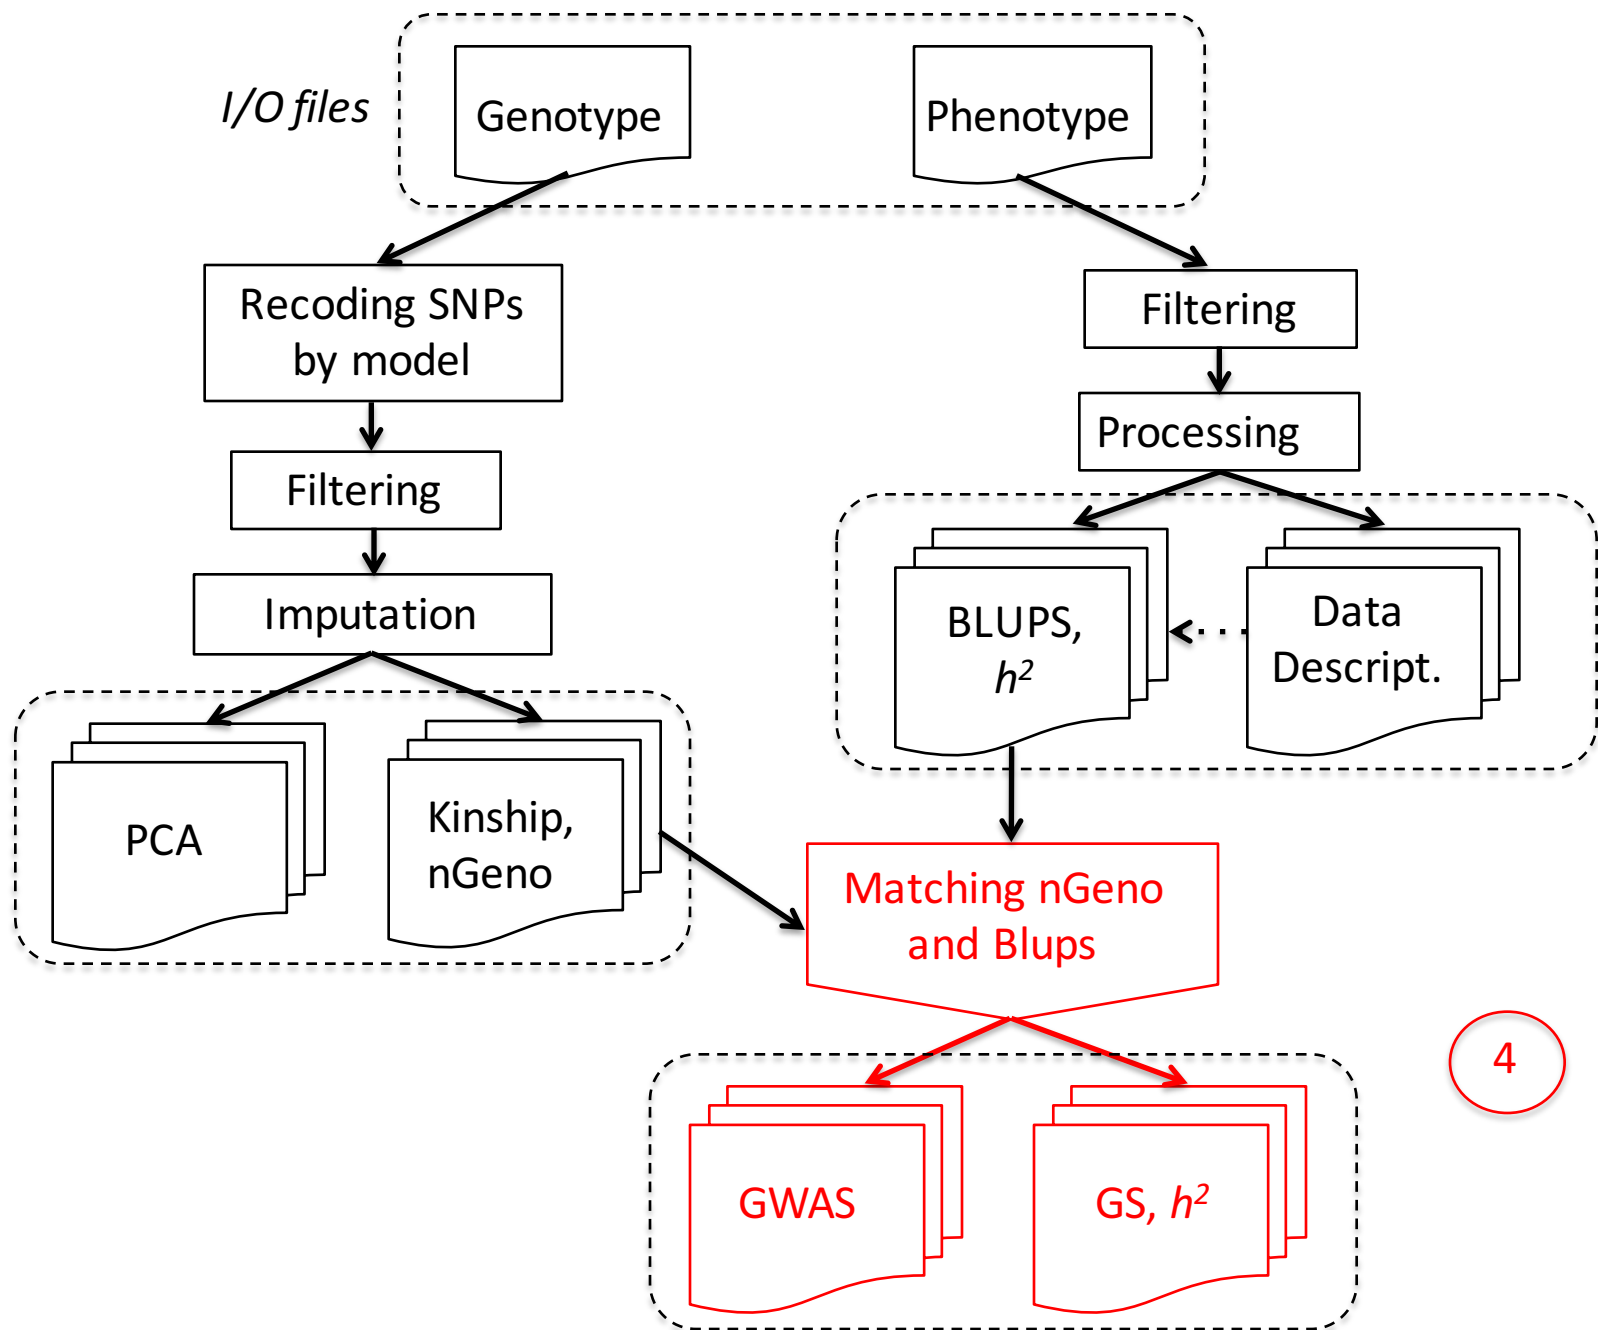 I/O files
Genotype
Phenotype
Recoding SNPs
by model
Filtering
Filtering
Processing
Imputation
BLUPS,
h²
Data
Descript.
PCA
Kinship,
nGeno
Matching nGeno
and Blups
4
GWAS
GS, h²